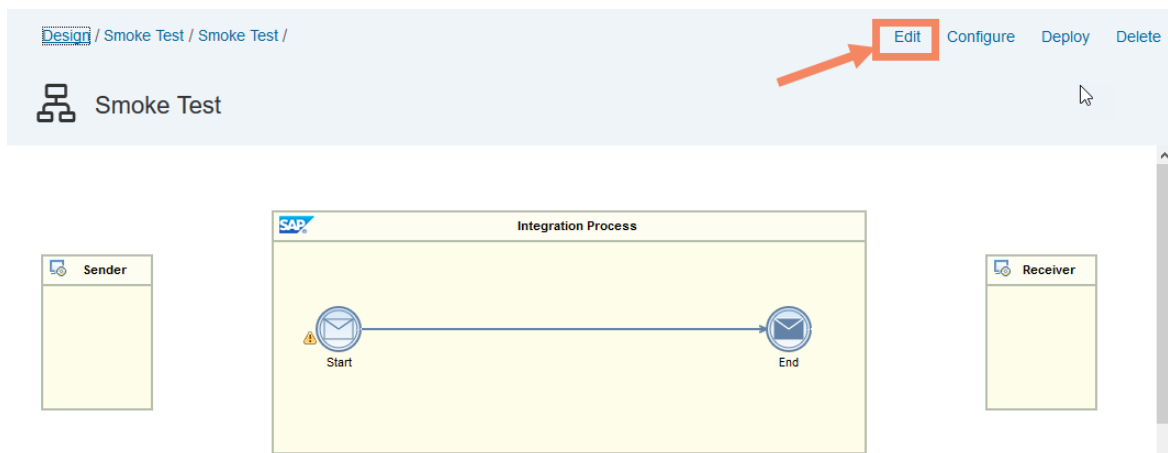 Design / Smoke Test / Smoke Test /
Edit Configure Deploy Delete
Smoke Test
SAP Integration Process
Sender
Receiver
Start
End